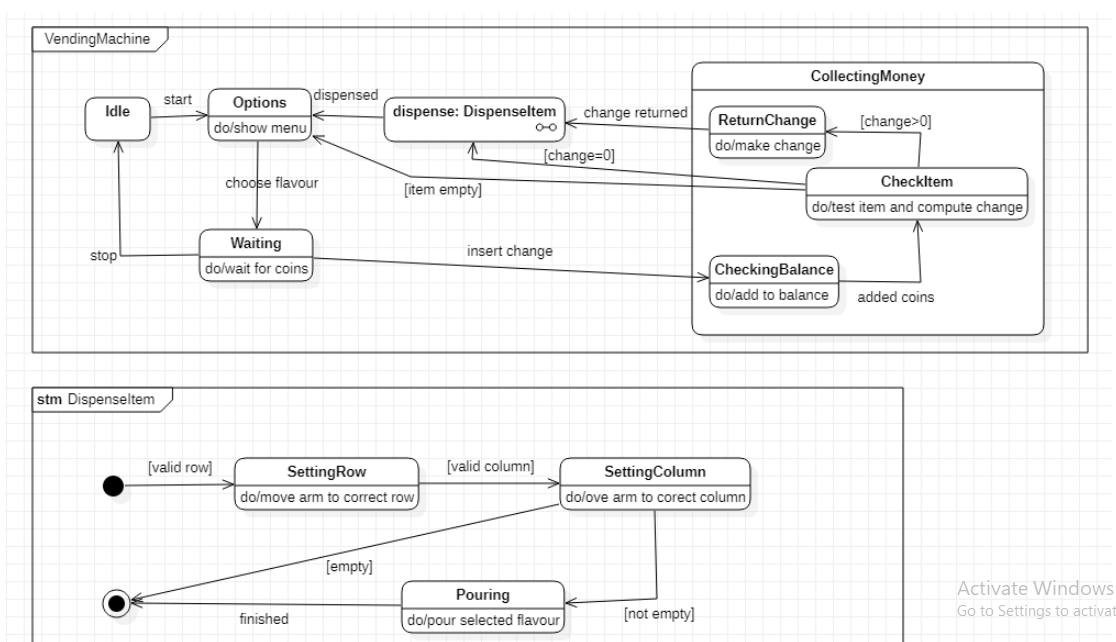 VendingMachine
CollectingMoney
Idle
start
Options
do/show menu
dispensed
dispense: DispenseItem
change returned
ReturnChange
do/make change
[change>0]
[change=0]
[item empty]
CheckItem
do/test item and compute change
choose flavour
Waiting
do/wait for coins
stop
insert change
CheckingBalance
do/add to balance
added coins
stm DispenseItem
[valid row]
SettingRow
do/move arm to correct row
[valid column]
SettingColumn
do/ove arm to corect column
[empty]
[not empty]
Pouring
do/pour selected flavour
finished
Activate Windows
Go to Settings to activat